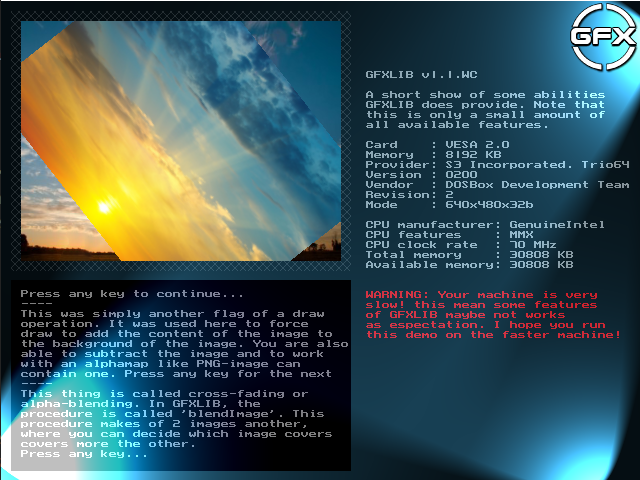 GFX
GFXLIB v1.1.WC
A short show of some abilities
GFXLIB does provide. Note that
this is only a small amount of
all available features.
Card     : VESA 2.0
Memory   : 8192 KB
Provider: S3 Incorporated. Trio64
Version : 0200
Vendor   : DOSBox Development Team
Revision: 2
Mode     : 640x480x32b
CPU manufacturer: GenuineIntel
CPU features    : MMX
CPU clock rate  : 70 MHz
Total memory    : 30808 KB
Available memory: 30808 KB
WARNING: Your machine is very
slow! this mean some features
of GFXLIB maybe not works
as espectation. I hope you run
this demo on the faster machine!
Press any key to continue...
----
This was simply another flag of a draw
operation. It was used here to force
draw to add the content of the image to
the background of the image. You are also
able to subtract the image and to work
with an alphamap like PNG-image can
contain one. Press any key for the next
----
This thing is called cross-fading or
alpha-blending. In GFXLIB, the
procedure is called 'blendImage'. This
procedure makes of 2 images another,
where you can decide which image covers
covers more the other.
Press any key...